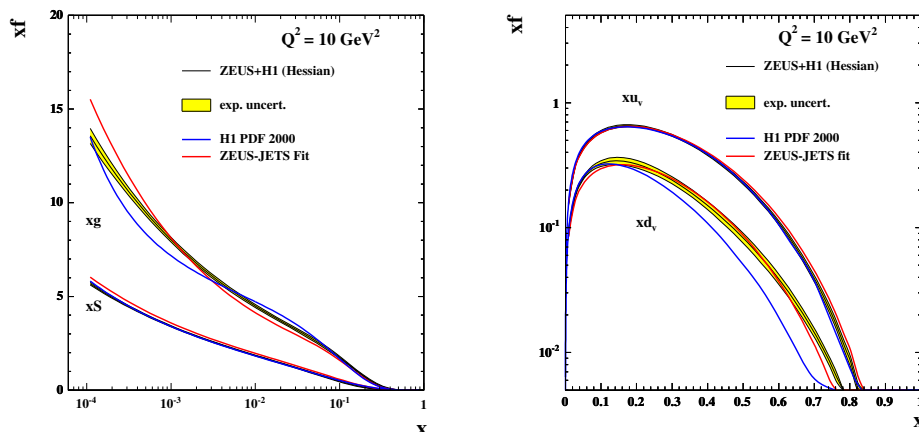 xf
Q² = 10 GeV²
ZEUS+H1 (Hessian)
exp. uncert.
H1 PDF 2000
ZEUS-JETS Fit
xg
xS
20
15
10
5
0
10⁻⁴ 10⁻³ 10⁻² 10⁻¹ 1
x
xf
Q² = 10 GeV²
ZEUS+H1 (Hessian)
xuᵥ
exp. uncert.
H1 PDF 2000
ZEUS-JETS fit
xdᵥ
1
10⁻¹
10⁻²
0 0.1 0.2 0.3 0.4 0.5 0.6 0.7 0.8 0.9 1
x